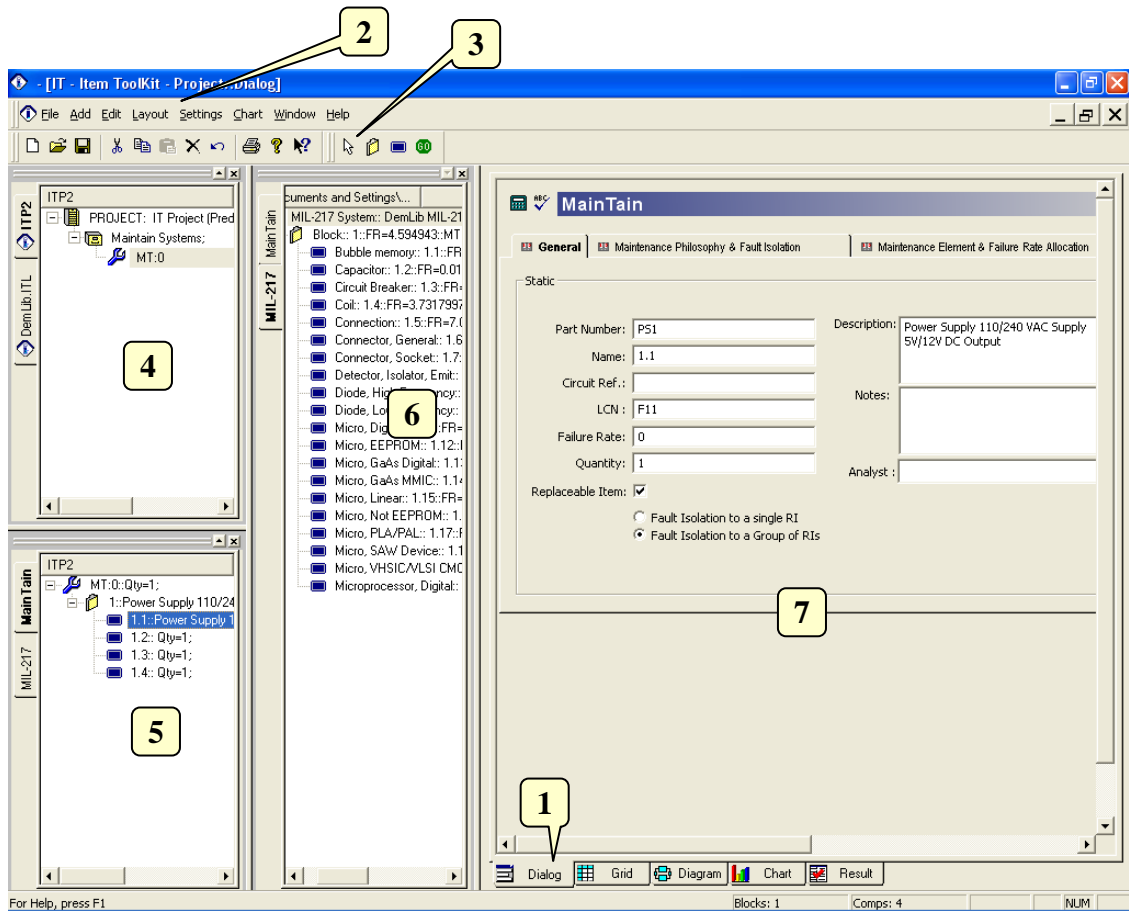 2
3
- [IT - Item ToolKit - Project::Dialog]
File Add Edit Layout Settings Chart Window Help
GO
ITP2
DemLib.ITL
ITP2
PROJECT: IT Project (Pred
Maintain Systems;
MT:0
4
MainTain
MIL-217
ITP2
MT:0::Qty=1;
1::Power Supply 110/24
1.1::Power Supply 1
1.2:: Qty=1;
1.3:: Qty=1;
1.4:: Qty=1;
5
MainTain
MIL-217
cuments and Settings\...
MIL-217 System:: DemLib MIL-21
Block:: 1::FR=4.594943::MT
Bubble memory:: 1.1::FR
Capacitor:: 1.2::FR=0.01
Circuit Breaker:: 1.3::FR=
Coil:: 1.4::FR=3.7317997
Connection:: 1.5::FR=7.0
Connector, General:: 1.6
Connector, Socket:: 1.7:
Detector, Isolator, Emit::
Diode, High
Diode,
Micro,
Micro, EEPROM:: 1.12::
Micro, GaAs Digital:: 1.1
Micro, GaAs MMIC:: 1.1
Micro, Linear:: 1.15::FR=
Micro, Not EEPROM:: 1.
Micro, PLA/PAL:: 1.17::F
Micro, SAW Device:: 1.1
Micro, VHSIC/VLSI CMO
Microprocessor, Digital::
6
ABC
MainTain
General Maintenance Philosophy & Fault Isolation Maintenance Element & Failure Rate Allocation
Static
Part Number: PS1
Name: 1.1
Circuit Ref.:
LCN : F11
Failure Rate: 0
Quantity: 1
Replaceable Item:
Fault Isolation to a single RI
Fault Isolation to a Group of RIs
Description: Power Supply 110/240 VAC Supply
5V/12V DC Output
Notes:
Analyst :
7
1
Dialog Grid Diagram Chart Result
For Help, press F1 Blocks: 1 Comps: 4 NUM